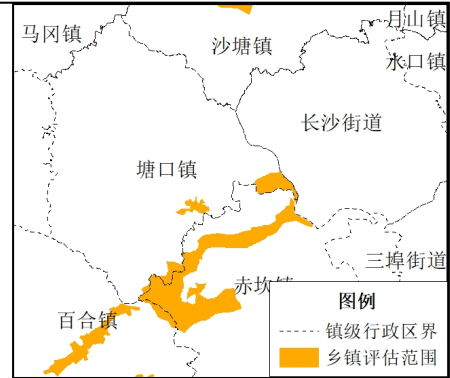 月山镇
马冈镇
沙塘镇
水口镇
长沙街道
塘口镇
三埠街道
赤坎镇
百合镇
图例
镇级行政区界
乡镇评估范围